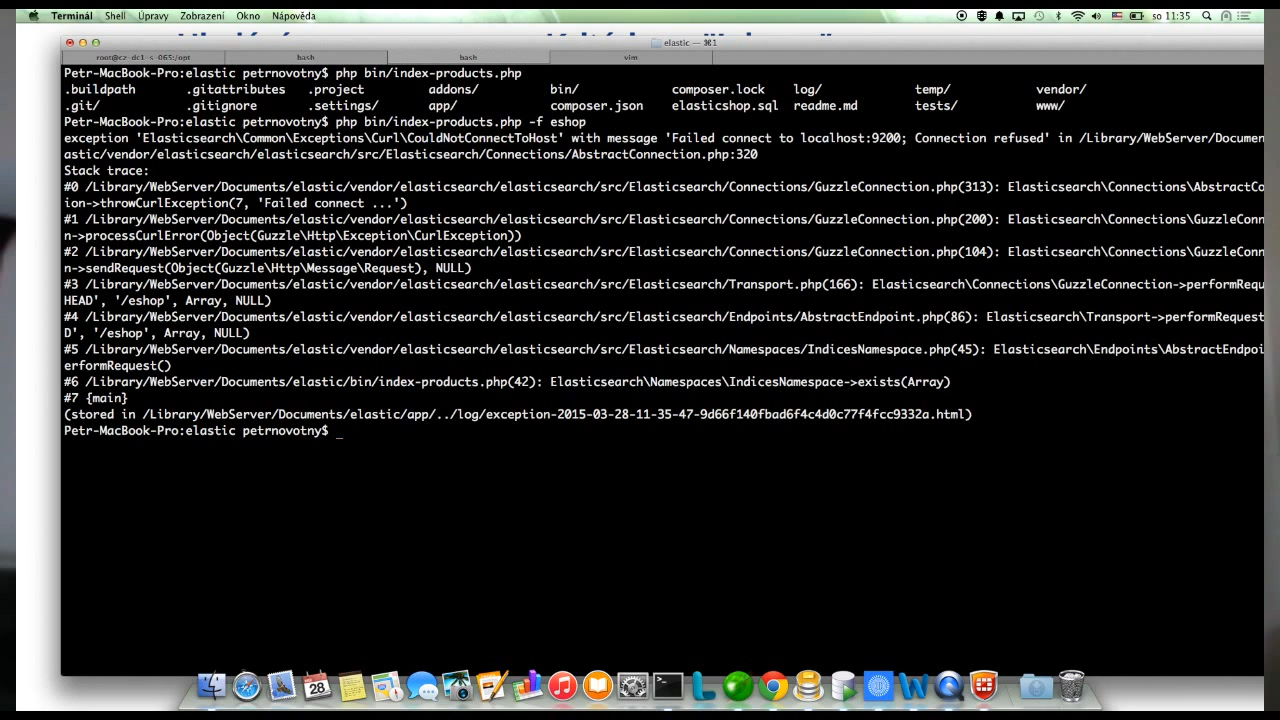 Terminál Shell Úpravy Zobrazení Okno Nápověda so 11:35
elastic — ⌘1
root@cz-dc1-s-065:/opt bash bash vim
Petr-MacBook-Pro:elastic petrnovotny$ php bin/index-products.php
.buildpath .gitattributes .project addons/ bin/ composer.lock log/ temp/ vendor/
.git/ .gitignore .settings/ app/ composer.json elasticshop.sql readme.md tests/ www/
Petr-MacBook-Pro:elastic petrnovotny$ php bin/index-products.php -f eshop
exception 'Elasticsearch\Common\Exceptions\Curl\CouldNotConnectToHost' with message 'Failed connect to localhost:9200; Connection refused' in /Library/WebServer/Documen
astic/vendor/elasticsearch/elasticsearch/src/Elasticsearch/Connections/AbstractConnection.php:320
Stack trace:
#0 /Library/WebServer/Documents/elastic/vendor/elasticsearch/elasticsearch/src/Elasticsearch/Connections/GuzzleConnection.php(313): Elasticsearch\Connections\AbstractCo
ion->throwCurlException(7, 'Failed connect ...')
#1 /Library/WebServer/Documents/elastic/vendor/elasticsearch/elasticsearch/src/Elasticsearch/Connections/GuzzleConnection.php(200): Elasticsearch\Connections\GuzzleConn
n->processCurlError(Object(Guzzle\Http\Exception\CurlException))
#2 /Library/WebServer/Documents/elastic/vendor/elasticsearch/elasticsearch/src/Elasticsearch/Connections/GuzzleConnection.php(104): Elasticsearch\Connections\GuzzleConn
n->sendRequest(Object(Guzzle\Http\Message\Request), NULL)
#3 /Library/WebServer/Documents/elastic/vendor/elasticsearch/elasticsearch/src/Elasticsearch/Transport.php(166): Elasticsearch\Connections\GuzzleConnection->performRequ
HEAD', '/eshop', Array, NULL)
#4 /Library/WebServer/Documents/elastic/vendor/elasticsearch/elasticsearch/src/Elasticsearch/Endpoints/AbstractEndpoint.php(86): Elasticsearch\Transport->performRequest
D', '/eshop', Array, NULL)
#5 /Library/WebServer/Documents/elastic/vendor/elasticsearch/elasticsearch/src/Elasticsearch/Namespaces/IndicesNamespace.php(45): Elasticsearch\Endpoints\AbstractEndpoi
erformRequest()
#6 /Library/WebServer/Documents/elastic/bin/index-products.php(42): Elasticsearch\Namespaces\IndicesNamespace->exists(Array)
#7 {main}
(stored in /Library/WebServer/Documents/elastic/app/../log/exception-2015-03-28-11-35-47-9d66f140fbad6f4c4d0c77f4fcc9332a.html)
Petr-MacBook-Pro:elastic petrnovotny$ _
28